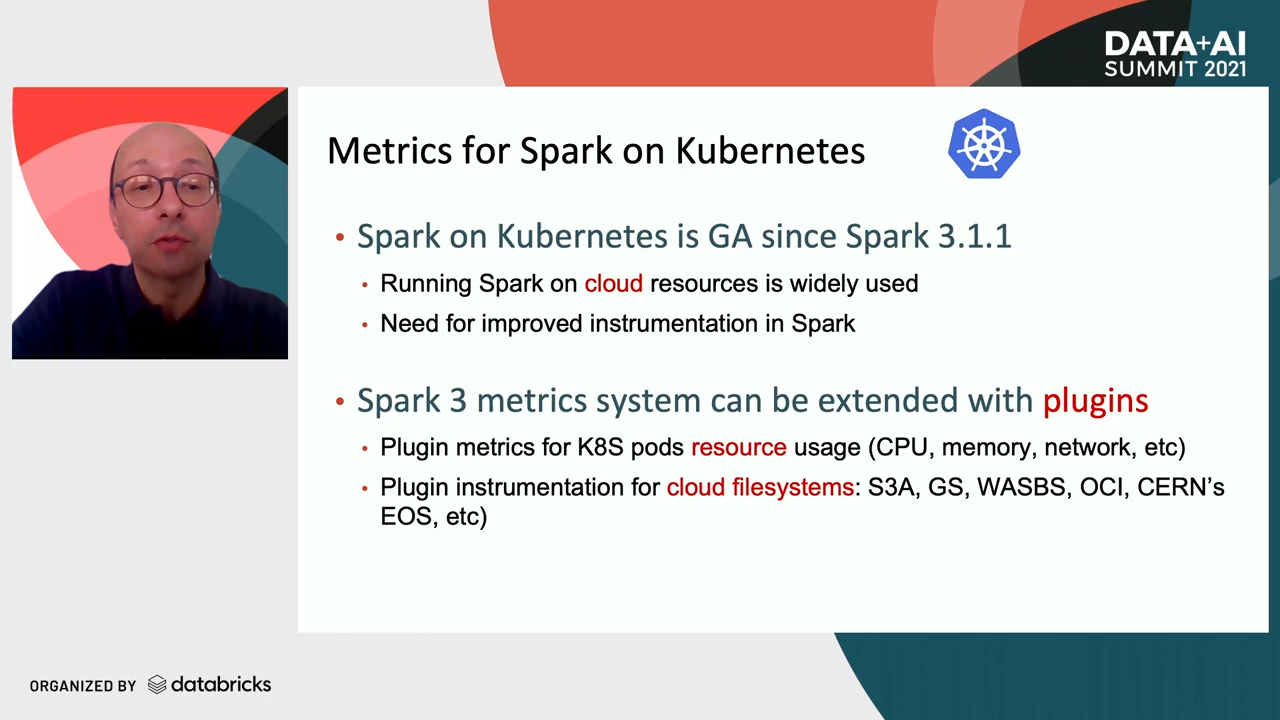 DATA+AI
SUMMIT 2021
Metrics for Spark on Kubernetes
• Spark on Kubernetes is GA since Spark 3.1.1
• Running Spark on cloud resources is widely used
• Need for improved instrumentation in Spark
• Spark 3 metrics system can be extended with plugins
• Plugin metrics for K8S pods resource usage (CPU, memory, network, etc)
• Plugin instrumentation for cloud filesystems: S3A, GS, WASBS, OCI, CERN’s
EOS, etc)
ORGANIZED BY databricks